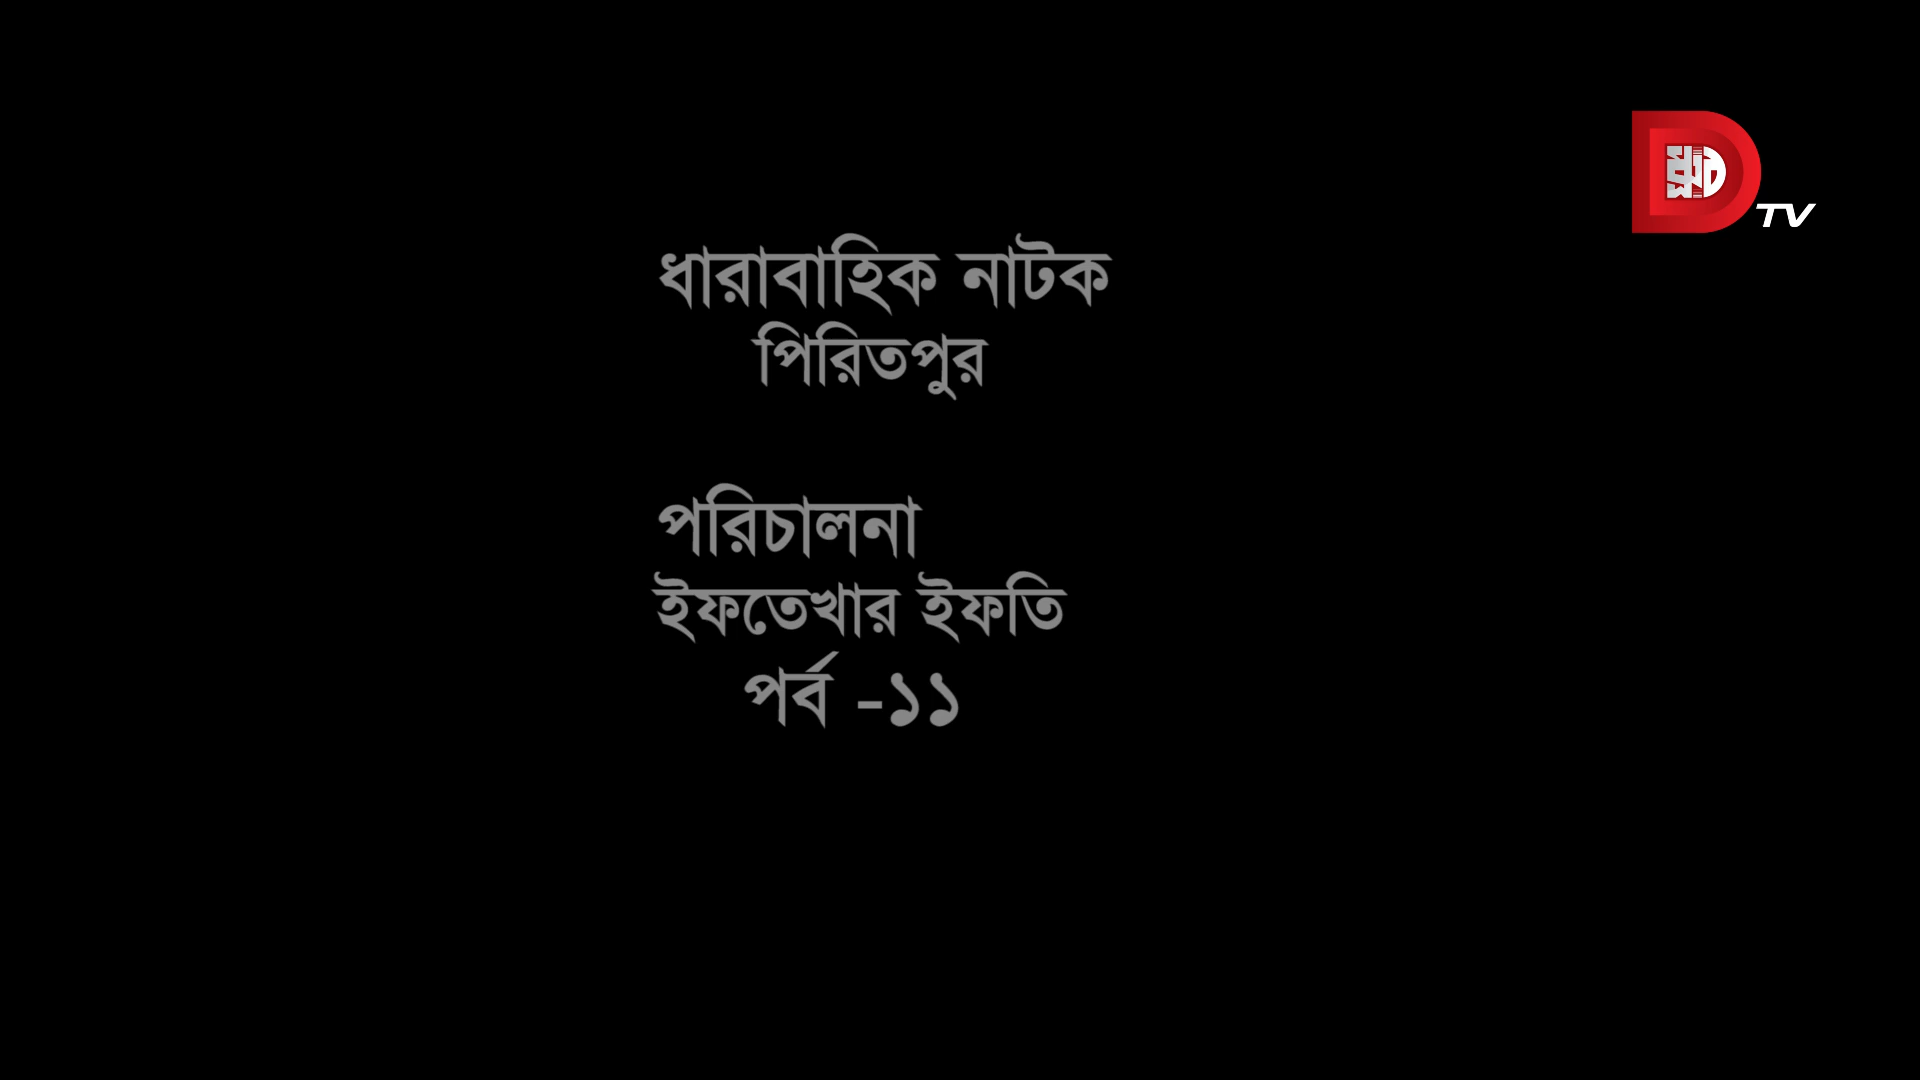 ধারাবাহিক নাটক
পিরিতপুর
পরিচালনা
ইফতেখার ইফতি
পর্ব -১১
D
TV